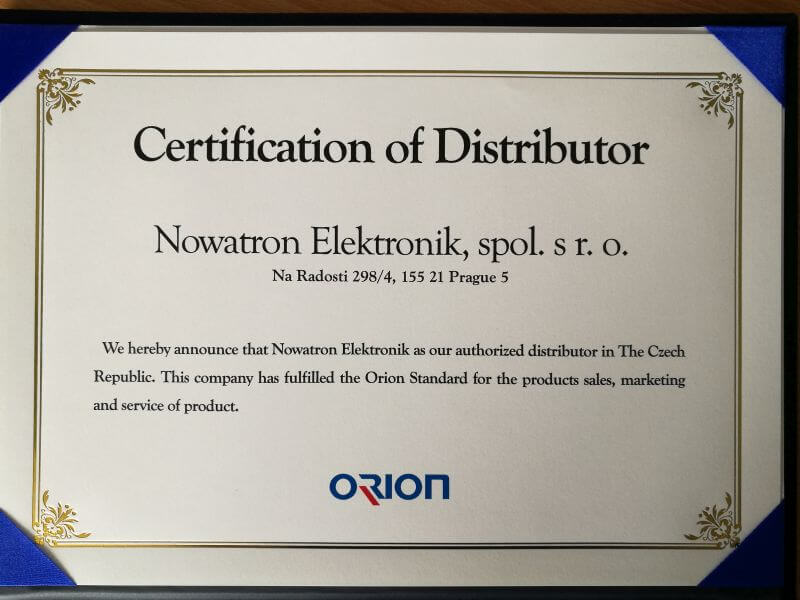 Certification of Distributor
Nowatron Elektronik, spol. s r. o.
Na Radosti 298/4, 155 21 Prague 5
We hereby announce that Nowatron Elektronik as our authorized distributor in The Czech
Republic. This company has fulfilled the Orion Standard for the products sales, marketing
and service of product.
ORION